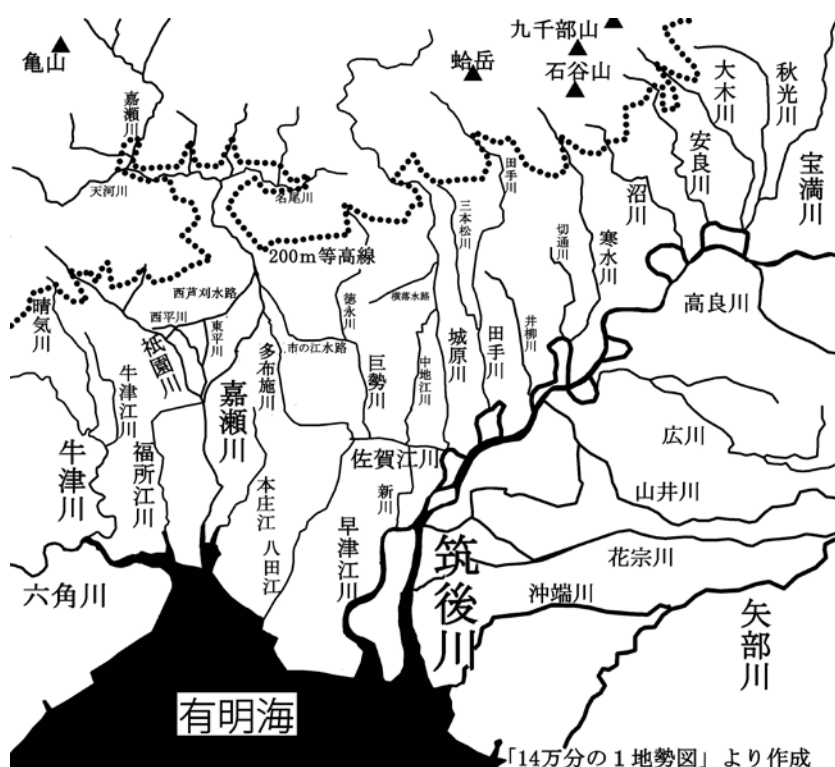 九千部山
亀山
蛤岳
石谷山
大木川
秋光川
嘉瀬川
安良川
宝満川
田手川
天河川
名尾川
沼川
三本松川
切通川
寒水川
200m等高線
西芦刈水路
晴気川
高良川
徳永川
横落水路
西平川
東平川
祇園川
多布施川
市の江水路
巨勢川
中地江川
城原川
田手川
井柳川
牛津江川
嘉瀬川
牛津川
福所江川
広川
佐賀江川
本庄江
新川
山井川
八田江
早津江川
筑後川
花宗川
六角川
沖端川
矢部川
有明海
「14万分の1地勢図」より作成